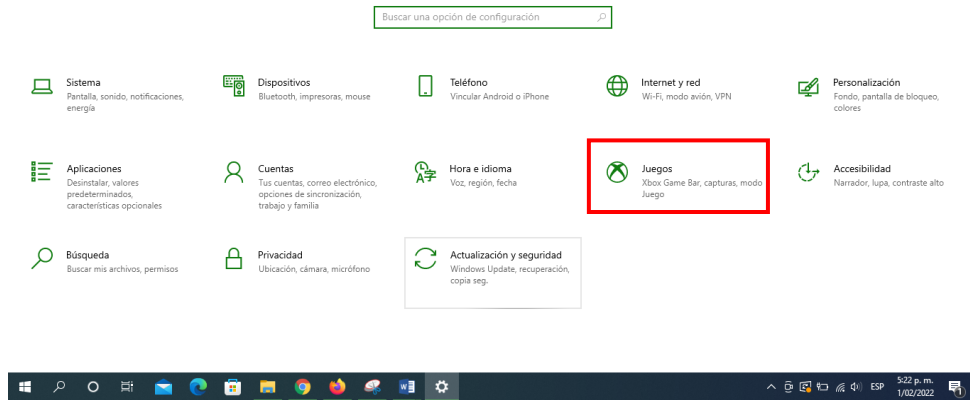 Buscar una opción de configuración
Sistema
Pantalla, sonido, notificaciones,
energía
Dispositivos
Bluetooth, impresoras, mouse
Teléfono
Vincular Android o iPhone
Internet y red
Wi-Fi, modo avión, VPN
Personalización
Fondo, pantalla de bloqueo,
colores
Aplicaciones
Desinstalar, valores
predeterminados,
características opcionales
Cuentas
Tus cuentas, correo electrónico,
opciones de sincronización,
trabajo y familia
Hora e idioma
Voz, región, fecha
Juegos
Xbox Game Bar, capturas, modo
Juego
Accesibilidad
Narrador, lupa, contraste alto
Búsqueda
Buscar mis archivos, permisos
Privacidad
Ubicación, cámara, micrófono
Actualización y seguridad
Windows Update, recuperación,
copia seg.
ESP
5:22 p. m.
1/02/2022
1